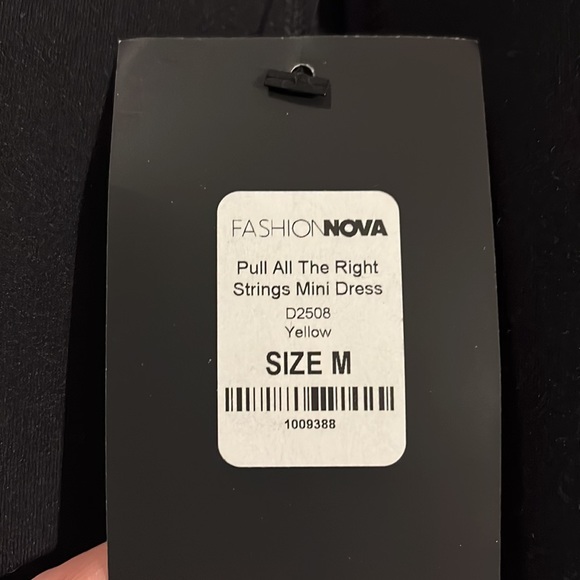 FASHIONNOVA
Pull All The Right
Strings Mini Dress
D2508
Yellow
SIZE M
1009388